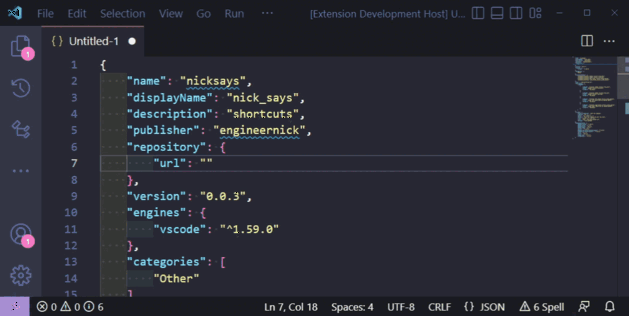 File Edit Selection View Go Run ··· [Extension Development Host] U...
{ } Untitled-1 ●
1 {
2 "name": "nicksays",
3 "displayName": "nick_says",
4 "description": "shortcuts",
5 "publisher": "engineernick",
6 "repository": {
7 "url": ""
8 },
9 "version": "0.0.3",
10 "engines": {
11 "vscode": "^1.59.0"
12 },
13 "categories": [
14 "Other"
15 ]
1
1
0 0 6 Ln 7, Col 18 Spaces: 4 UTF-8 CRLF { } JSON 6 Spell